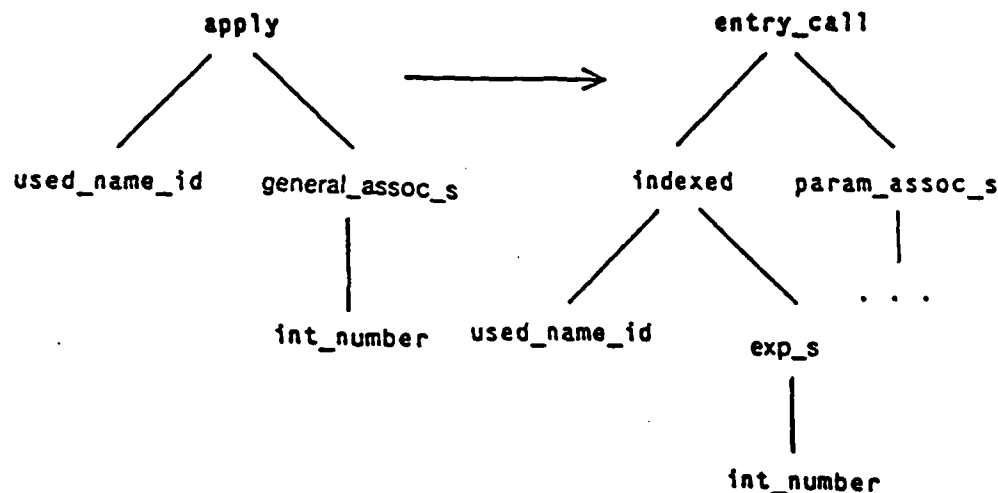 apply entry_call
used_name_id general_assoc_s indexed param_assoc_s
. . .
int_number used_name_id exp_s
int_number